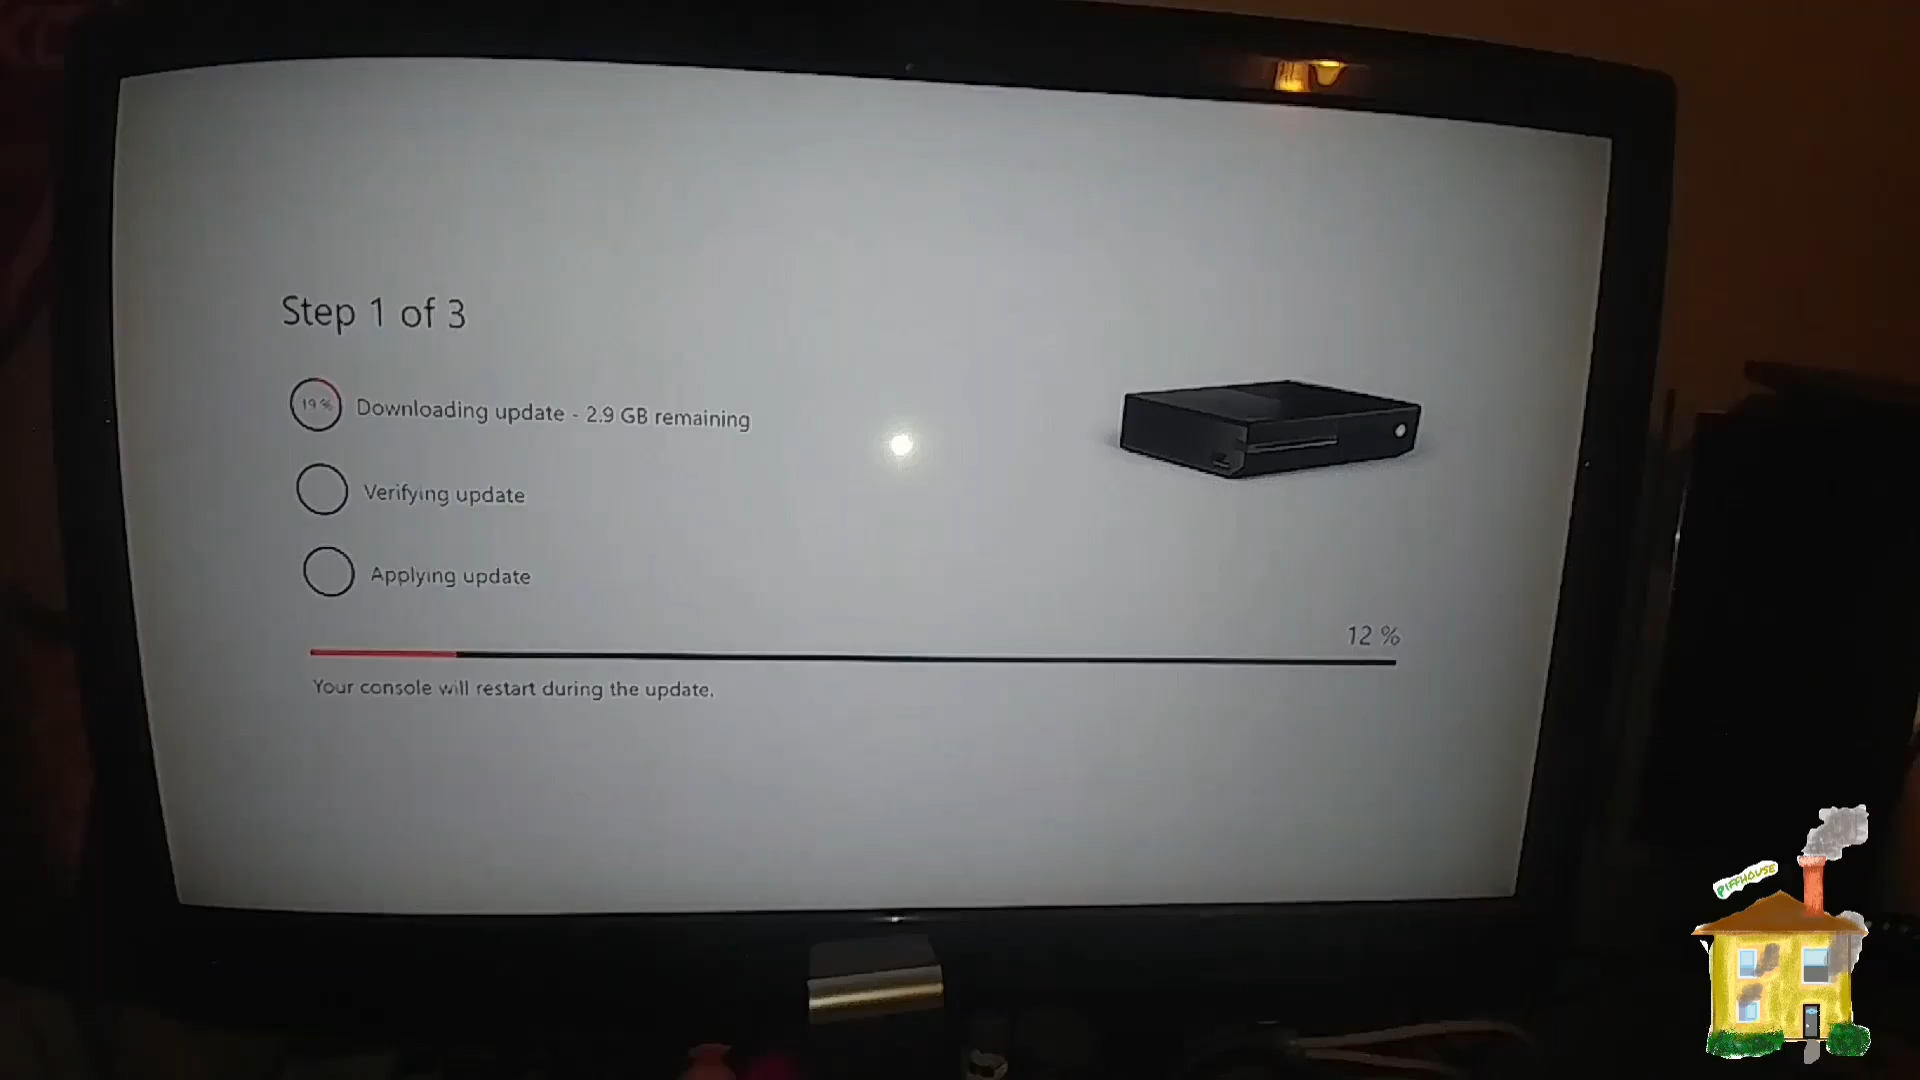 Step 1 of 3
19 %
Downloading update - 2.9 GB remaining
Verifying update
Applying update
12 %
Your console will restart during the update.
PIFFHOUSE